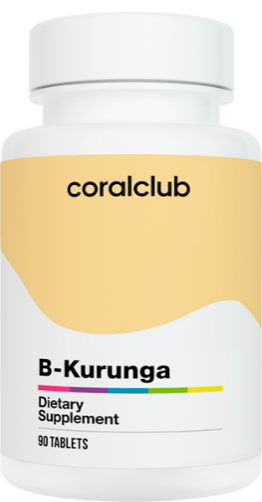 coralclub
B-Kurunga
Dietary
Supplement
90 TABLETS